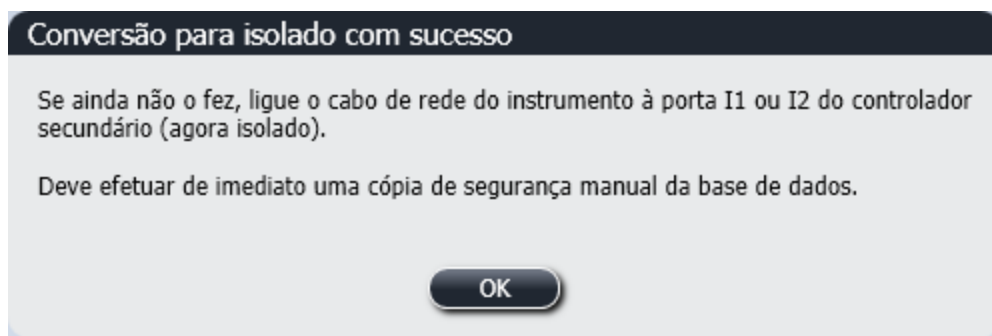 Conversão para isolado com sucesso
Se ainda não o fez, ligue o cabo de rede do instrumento à porta I1 ou I2 do controlador
secundário (agora isolado).
Deve efetuar de imediato uma cópia de segurança manual da base de dados.
OK